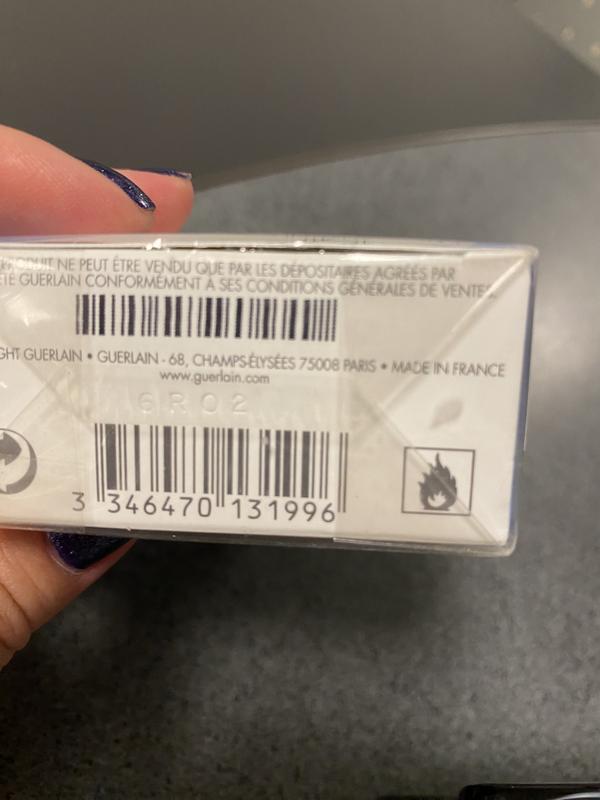 PRODUIT NE PEUT ÊTRE VENDU QUE PAR LES DÉPOSITAIRES AGRÉÉS PAR
GUERLAIN CONFORMÉMENT À SES CONDITIONS GÉNÉRALES DE VENTES.
GUERLAIN • GUERLAIN - 68, CHAMPS-ÉLYSÉES 75008 PARIS • MADE IN FRANCE
www.guerlain.com
6R02
3 346470 131996